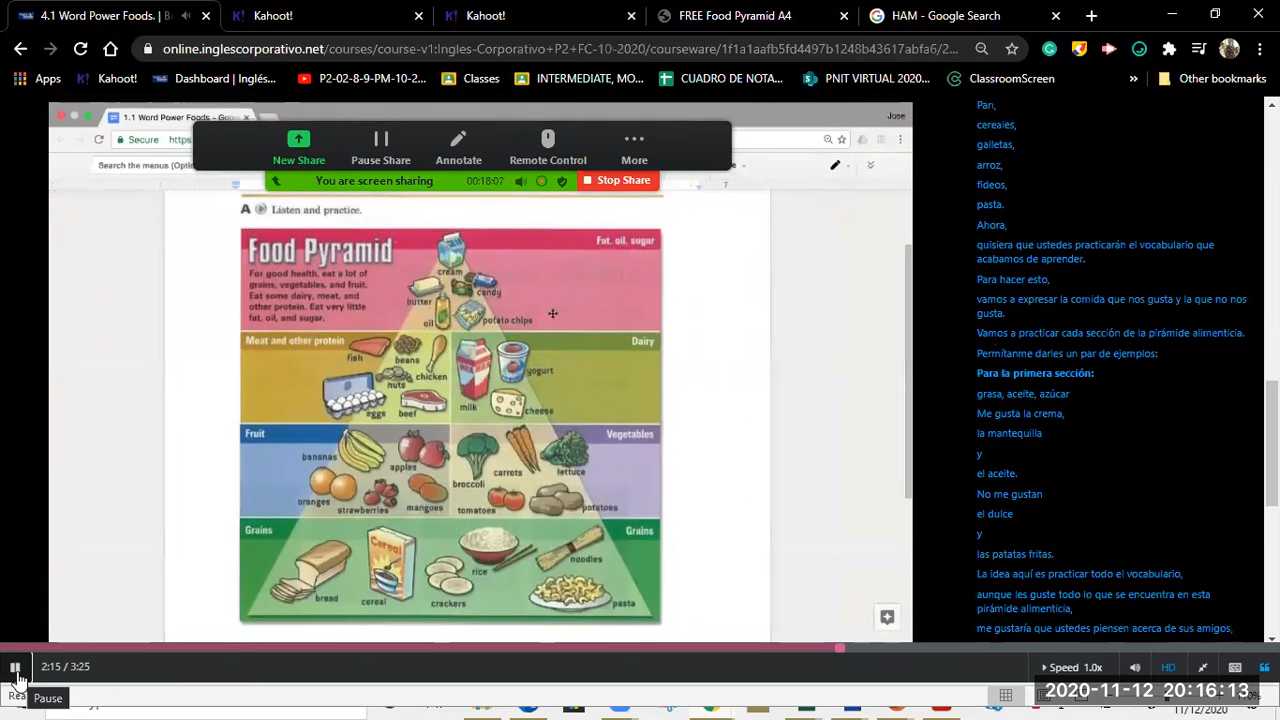 4.1 Word Power Foods. | B
Kahoot!
Kahoot!
FREE Food Pyramid A4
HAM - Google Search
online.inglescorporativo.net/courses/course-v1:Ingles-Corporativo+P2+FC-10-2020/courseware/1f1a1aafb5fd4497b1248b43617abfa6/2...
Apps
Kahoot!
Dashboard | Inglés...
P2-02-8-9-PM-10-2...
Classes
INTERMEDIATE, MO...
CUADRO DE NOTA...
PNIT VIRTUAL 2020...
ClassroomScreen
»
Other bookmarks
1.1 Word Power Foods - Goo
Jose
Secure
https
Search the menus (Optio
New Share
Pause Share
Annotate
Remote Control
More
You are screen sharing
00:18:07
Stop Share
7
A Listen and practice.
Food Pyramid
For good health, eat a lot of
grains, vegetables, and fruit.
Eat some dairy, meat, and
other protein. Eat very little
fat, oil, and sugar.
Fat, oil, sugar
cream
candy
butter
oil
potato chips
Meat and other protein
Dairy
fish
beans
chicken
nuts
eggs
beef
yogurt
milk
cheese
Fruit
Vegetables
bananas
apples
oranges
strawberries
mangoes
carrots
lettuce
broccoli
tomatoes
potatoes
Grains
Grains
bread
cereal
crackers
rice
noodles
pasta
Pan,
cereales,
galletas,
arroz,
fideos,
pasta.
Ahora,
quisiera que ustedes practicarán el vocabulario que
acabamos de aprender.
Para hacer esto,
vamos a expresar la comida que nos gusta y la que no nos
gusta.
Vamos a practicar cada sección de la pirámide alimenticia.
Permítanme darles un par de ejemplos:
Para la primera sección:
grasa, aceite, azúcar
Me gusta la crema,
la mantequilla
y
el aceite.
No me gustan
el dulce
y
las patatas fritas.
La idea aquí es practicar todo el vocabulario,
aunque les guste todo lo que se encuentra en esta
pirámide alimenticia,
me gustaría que ustedes piensen acerca de sus amigos,
2:15 / 3:25
Speed 1.0x
HD
Pause
2020-11-12 20:16:13
11/12/2020